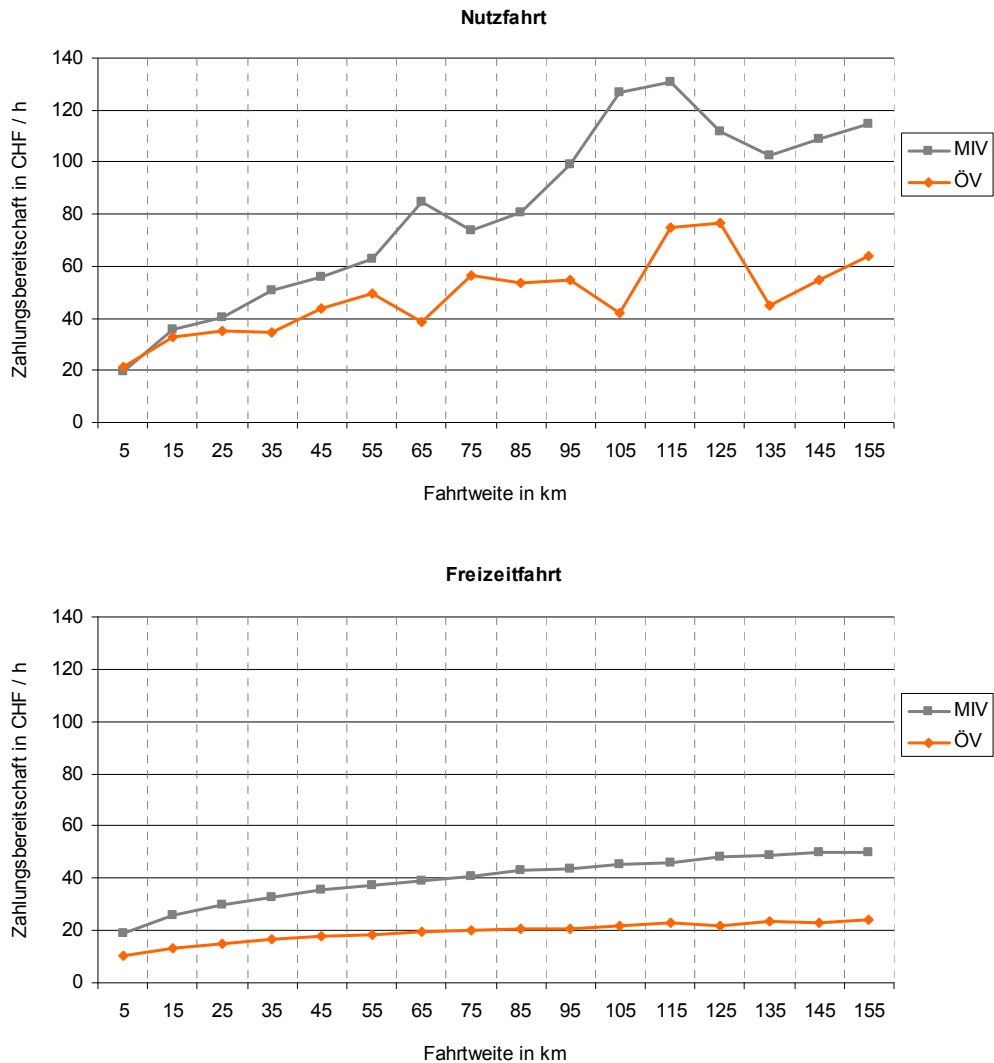 Nutzfahrt
140
120
100
80
60
40
20
0
Zahlungsbereitschaft in CHF / h
5 15 25 35 45 55 65 75 85 95 105 115 125 135 145 155
Fahrtweite in km
MIV
ÖV
Freizeitfahrt
140
120
100
80
60
40
20
0
Zahlungsbereitschaft in CHF / h
5 15 25 35 45 55 65 75 85 95 105 115 125 135 145 155
Fahrtweite in km
MIV
ÖV